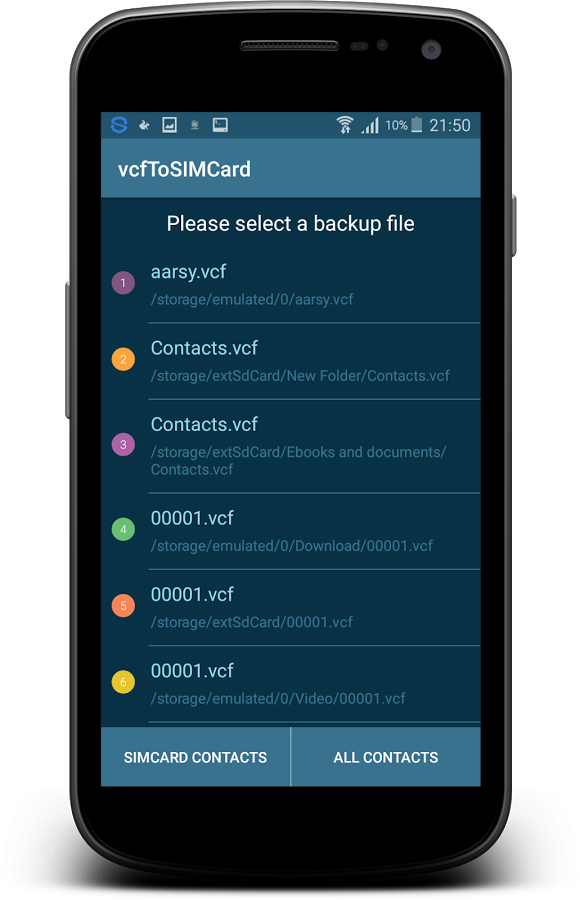 10% 21:50
vcfToSIMCard
Please select a backup file
1
aarsy.vcf
/storage/emulated/0/aarsy.vcf
2
Contacts.vcf
/storage/extSdCard/New Folder/Contacts.vcf
3
Contacts.vcf
/storage/extSdCard/Ebooks and documents/
Contacts.vcf
4
00001.vcf
/storage/emulated/0/Download/00001.vcf
5
00001.vcf
/storage/extSdCard/00001.vcf
6
00001.vcf
/storage/emulated/0/Video/00001.vcf
SIMCARD CONTACTS ALL CONTACTS